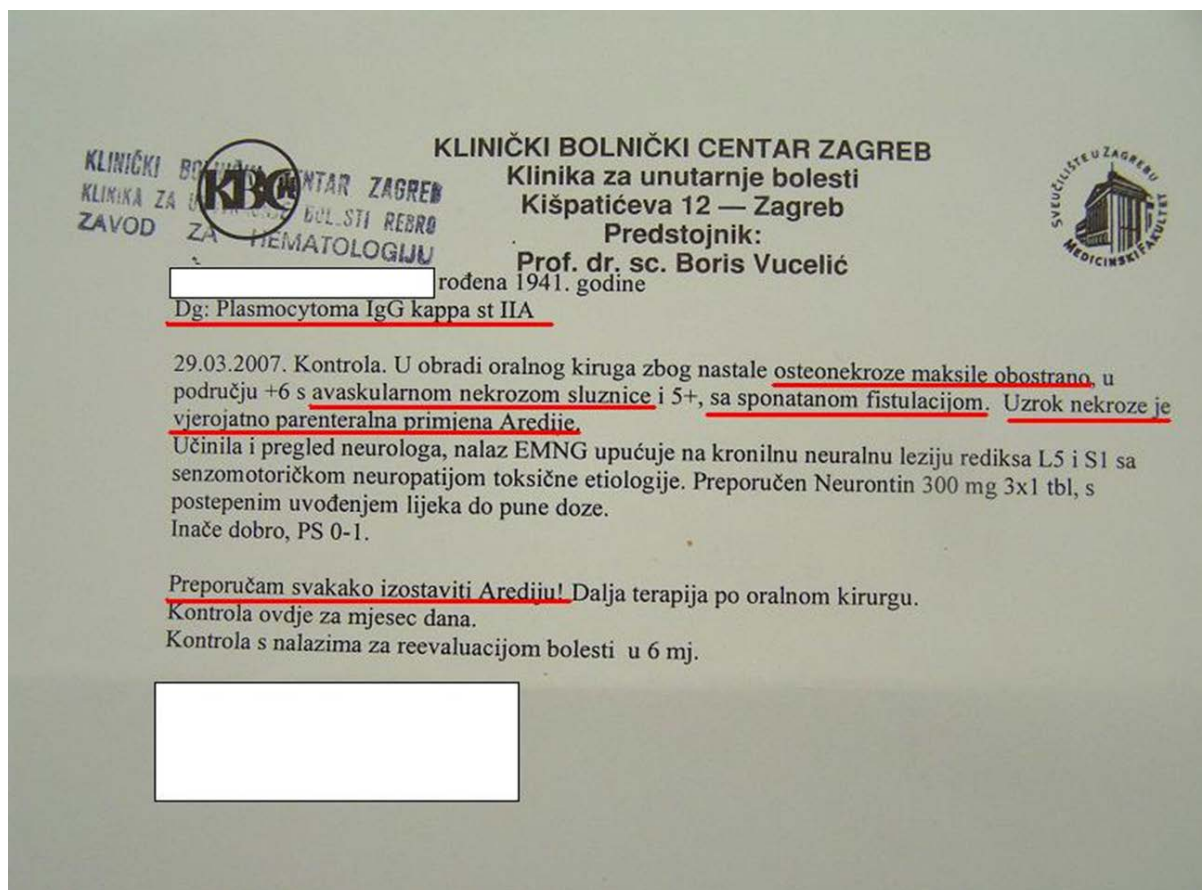 KLINIČKI BOLNIČKI CENTAR ZAGREB
Klinika za unutarnje bolesti
Kišpatićeva 12 — Zagreb
Predstojnik:
Prof. dr. sc. Boris Vucelić
KLINIČKI CENTAR ZAGREB
KLINIKA ZA BOLESTI REBRO
ZAVOD ZA HEMATOLOGIJU
KBC
SVEUČILIŠTE U ZAGREBU
MEDICINSKI FAKULTET
rođena 1941. godine
Dg: Plasmocytoma IgG kappa st IIA
29.03.2007. Kontrola. U obradi oralnog kiruga zbog nastale osteonekroze maksile obostrano, u
području +6 s avaskularnom nekrozom sluznice i 5+, sa sponatanom fistulacijom. Uzrok nekroze je
vjerojatno parenteralna primjena Aredije.
Učinila i pregled neurologa, nalaz EMNG upućuje na kronilnu neuralnu leziju rediksa L5 i S1 sa
senzomotoričkom neuropatijom toksične etiologije. Preporučen Neurontin 300 mg 3x1 tbl, s
postepenim uvođenjem lijeka do pune doze.
Inače dobro, PS 0-1.
Preporučam svakako izostaviti Arediju! Dalja terapija po oralnom kirurgu.
Kontrola ovdje za mjesec dana.
Kontrola s nalazima za reevaluacijom bolesti u 6 mj.